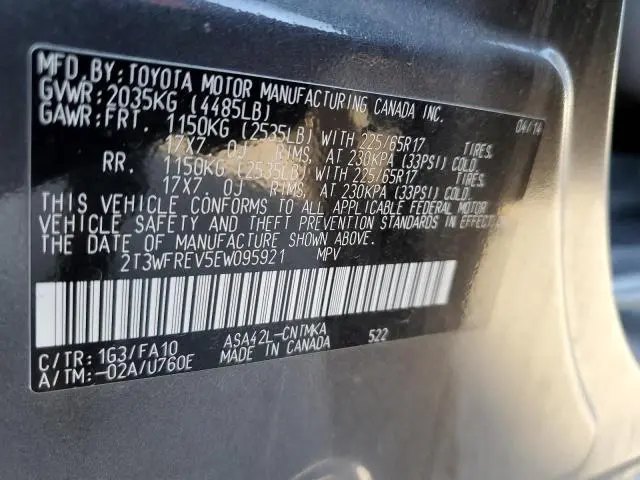 MFD. BY: TOYOTA MOTOR MANUFACTURING CANADA INC.
GVWR: 2035KG (4485LB) 04/14
GAWR: FRT. 1150KG (2535LB) WITH 225/65R17 TIRES,
17X7. 0J RIMS, AT 230KPA (33PSI) COLD.
RR. 1150KG (2535LB) WITH 225/65R17 TIRES,
17X7. 0J RIMS, AT 230KPA (33PSI) COLD.
THIS VEHICLE CONFORMS TO ALL APPLICABLE FEDERAL MOTOR
VEHICLE SAFETY AND THEFT PREVENTION STANDARDS IN EFFECT ON
THE DATE OF MANUFACTURE SHOWN ABOVE.
2T3WFREV5EW095921 MPV
C/TR: 1G3/FA10 ASA42L-CNTMKA 522
A/TM: -02A/U760E MADE IN CANADA